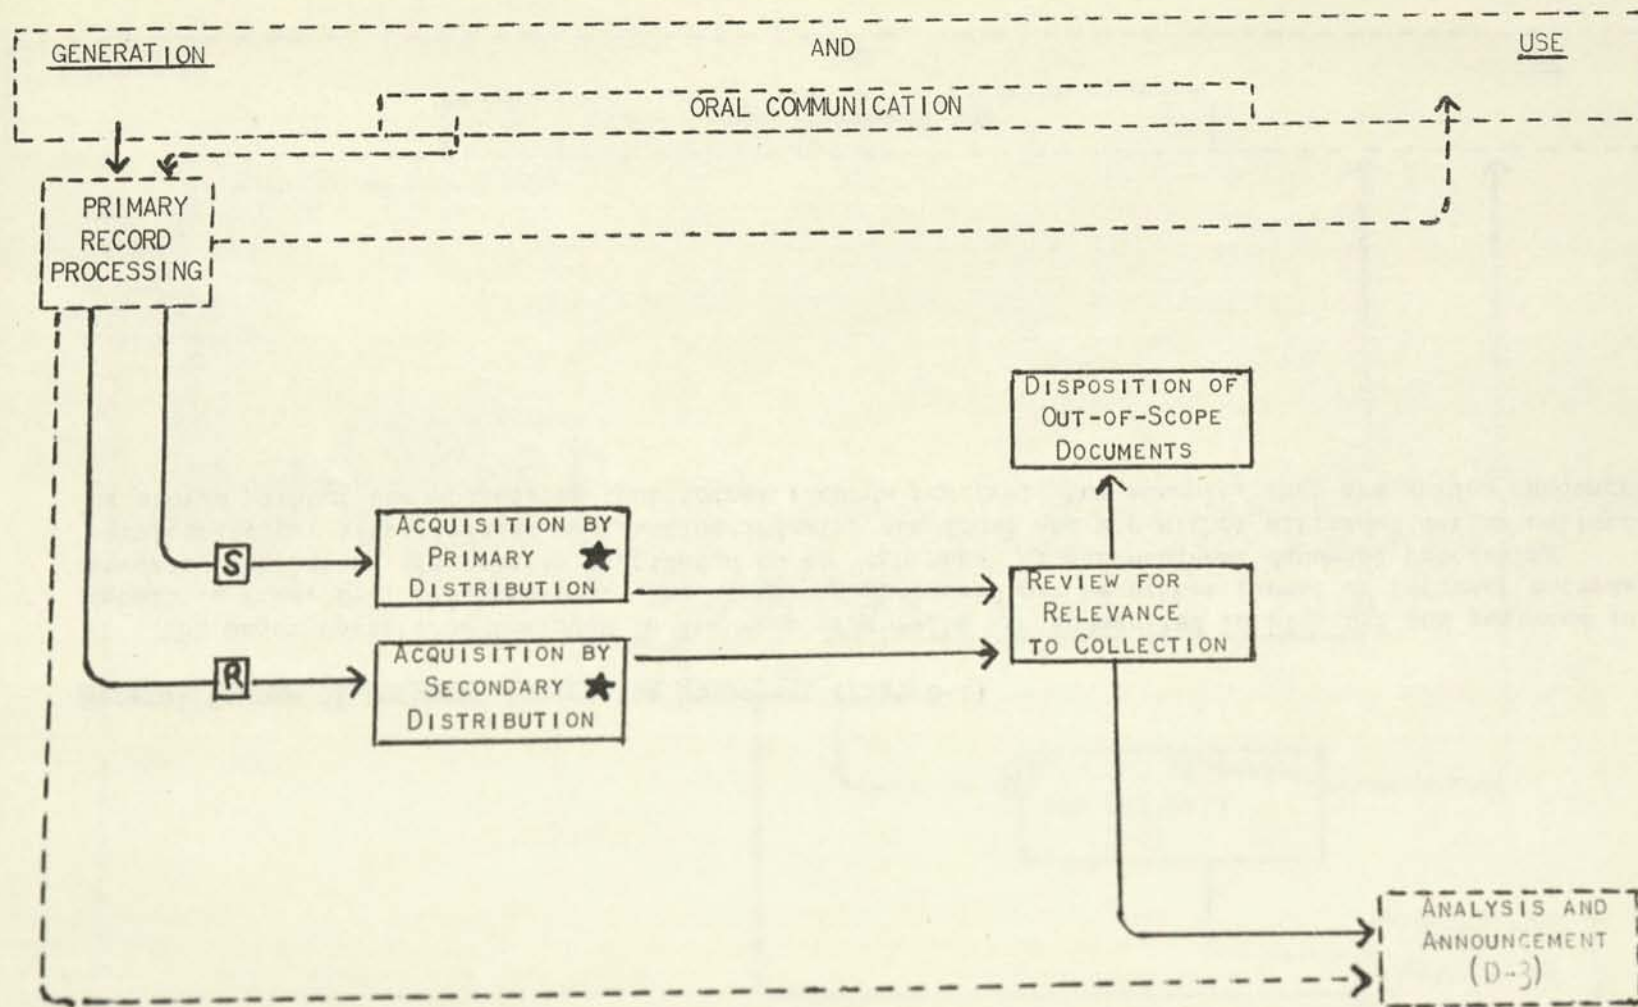 GENERATION
AND
USE
ORAL COMMUNICATION
PRIMARY
RECORD
PROCESSING
DISPOSITION OF
OUT-OF-SCOPE
DOCUMENTS
S
ACQUISITION BY
PRIMARY ★
DISTRIBUTION
REVIEW FOR
RELEVANCE
TO COLLECTION
R
ACQUISITION BY
SECONDARY ★
DISTRIBUTION
ANALYSIS AND
ANNOUNCEMENT
(D-3)